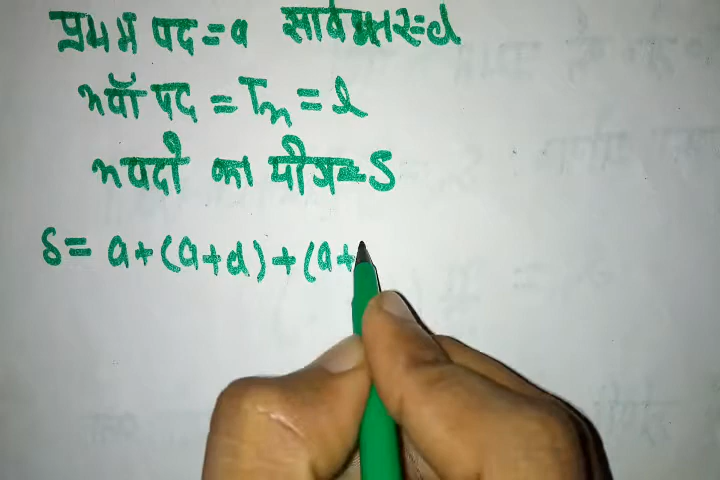 प्रथम पद = a सार्वअन्तर = d
nवाँ पद = Tn = l
n पदों का योग = S
S = a + (a + d) + (a +